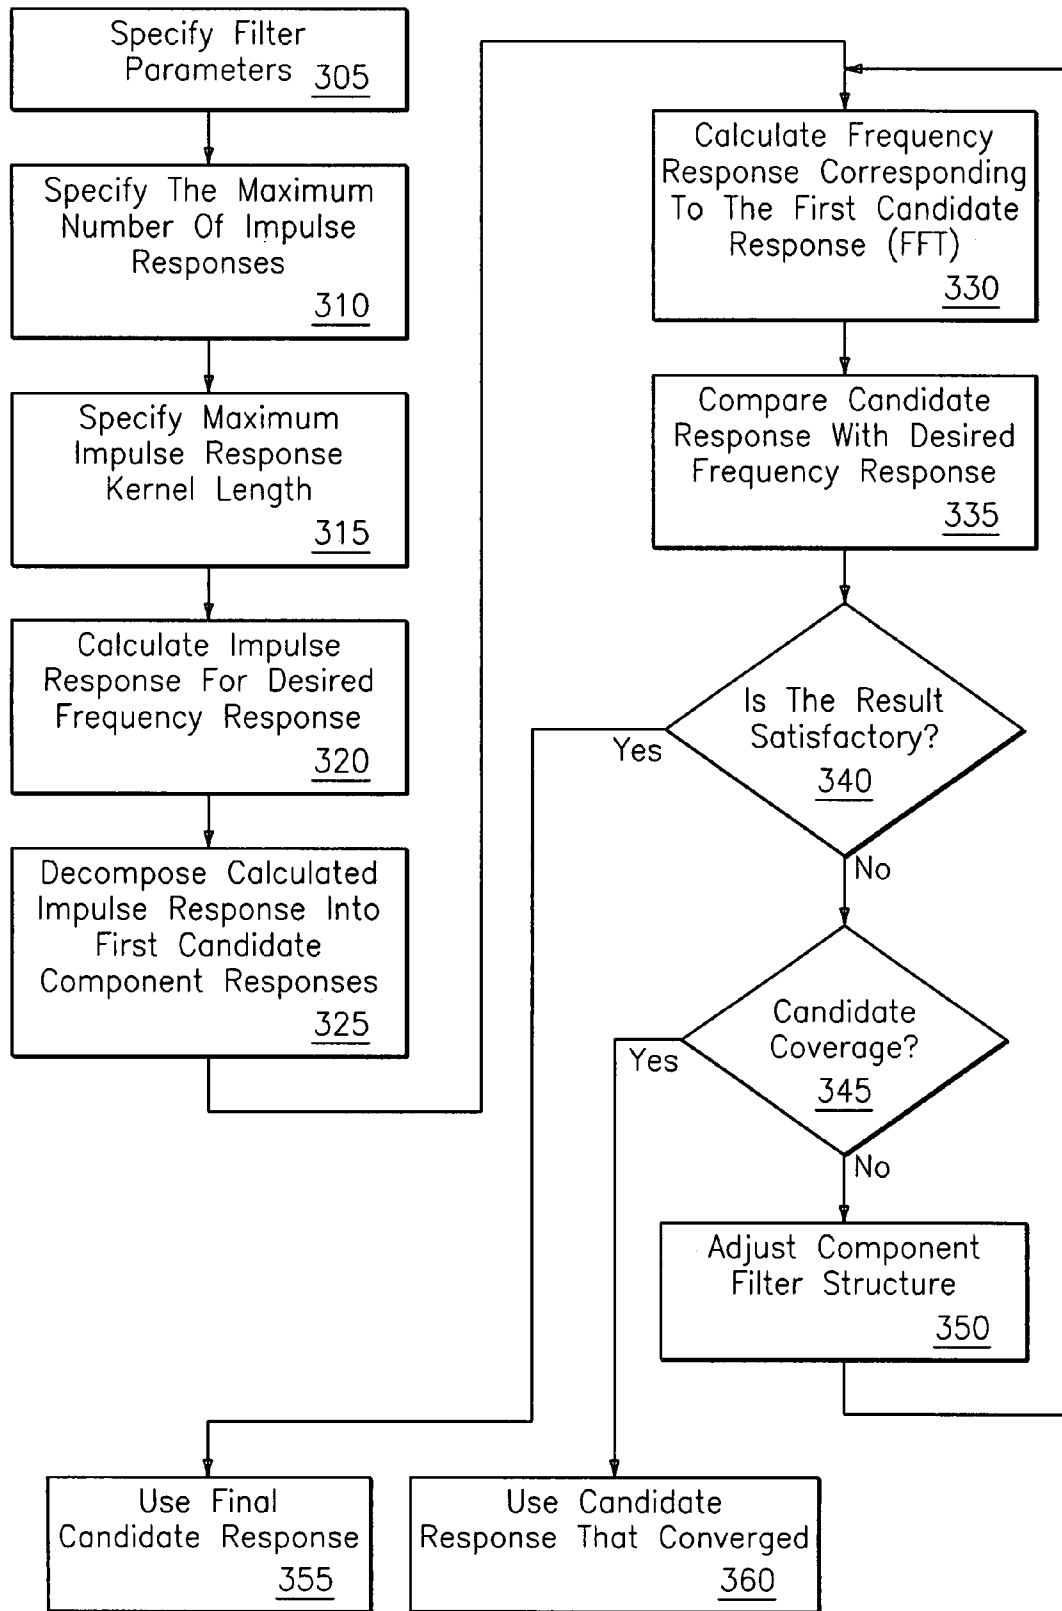 Specify Filter
Parameters 305
Specify The Maximum
Number Of Impulse
Responses
310
Specify Maximum
Impulse Response
Kernel Length
315
Calculate Impulse
Response For Desired
Frequency Response
320
Decompose Calculated
Impulse Response Into
First Candidate
Component Responses
325
Calculate Frequency
Response Corresponding
To The First Candidate
Response (FFT)
330
Compare Candidate
Response With Desired
Frequency Response
335
Is The Result
Satisfactory?
340
Yes
No
Candidate
Coverage?
345
Yes
No
Adjust Component
Filter Structure
350
Use Final
Candidate Response
355
Use Candidate
Response That Converged
360